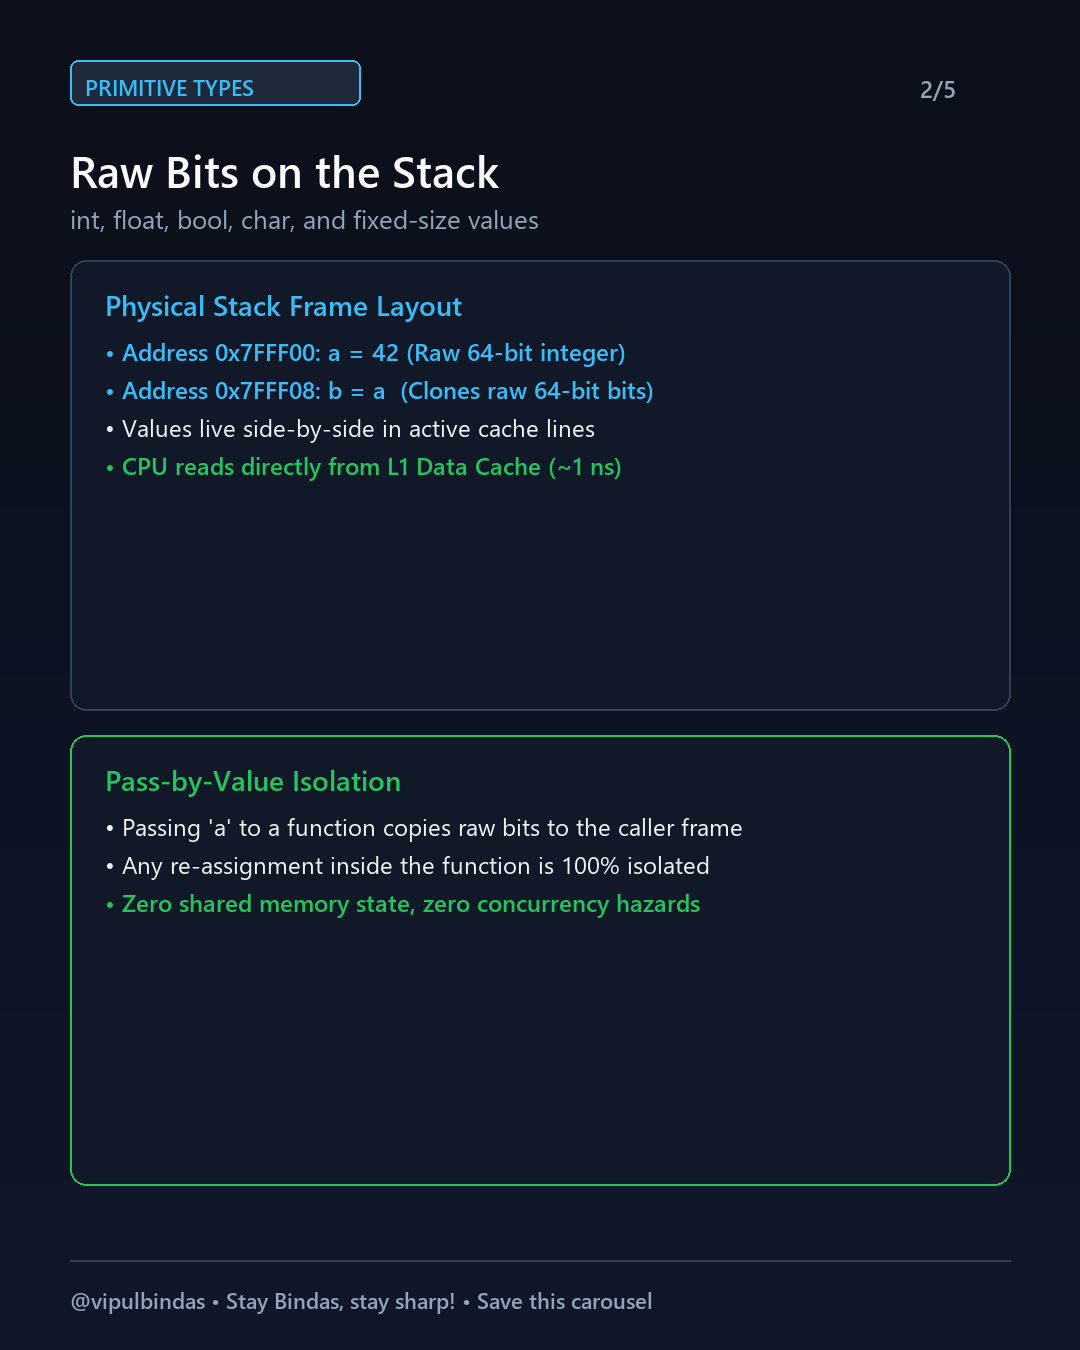 PRIMITIVE TYPES
2/5
Raw Bits on the Stack
int, float, bool, char, and fixed-size values
Physical Stack Frame Layout
• Address 0x7FFF00: a = 42 (Raw 64-bit integer)
• Address 0x7FFF08: b = a  (Clones raw 64-bit bits)
• Values live side-by-side in active cache lines
• CPU reads directly from L1 Data Cache (~1 ns)
Pass-by-Value Isolation
• Passing 'a' to a function copies raw bits to the caller frame
• Any re-assignment inside the function is 100% isolated
• Zero shared memory state, zero concurrency hazards
@vipulbindas • Stay Bindas, stay sharp! • Save this carousel